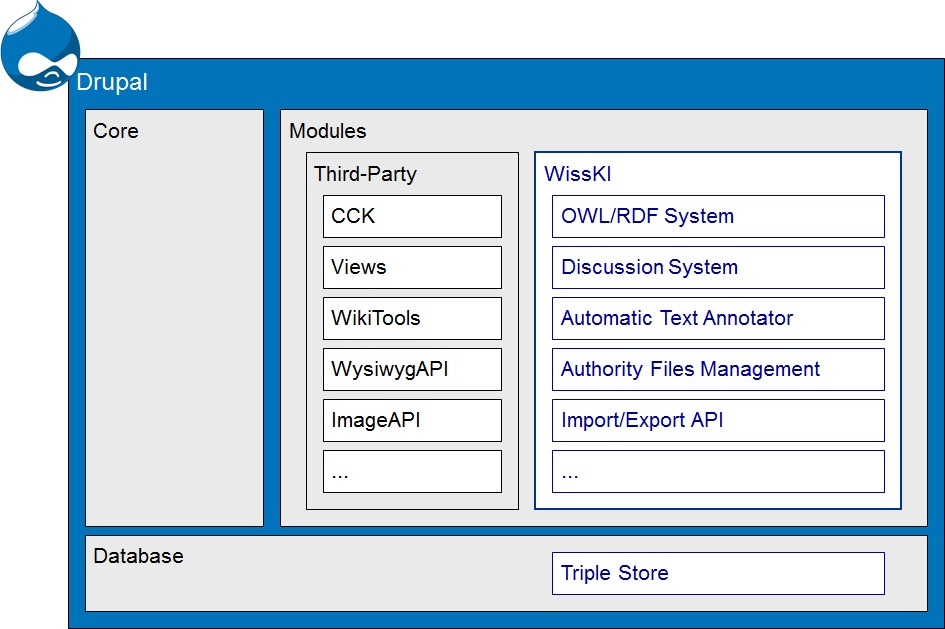 Drupal
Core
Modules
Third-Party
CCK
Views
WikiTools
WysiwygAPI
ImageAPI
...
WissKI
OWL/RDF System
Discussion System
Automatic Text Annotator
Authority Files Management
Import/Export API
...
Database
Triple Store